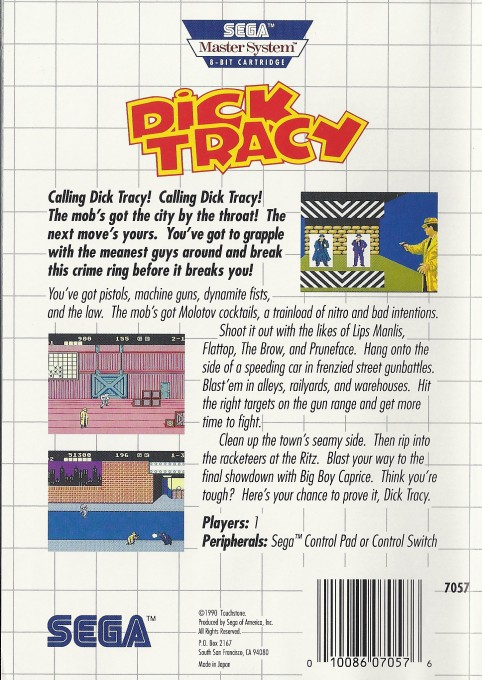 SEGA
Master System™
8-BIT CARTRIDGE
DICK
TRACY
Calling Dick Tracy! Calling Dick Tracy!
The mob's got the city by the throat! The
next move's yours. You've got to grapple
with the meanest guys around and break
this crime ring before it breaks you!
You've got pistols, machine guns, dynamite fists,
and the law. The mob's got Molotov cocktails, a trainload of nitro and bad intentions.
Shoot it out with the likes of Lips Manlis,
Flattop, The Brow, and Pruneface. Hang onto the
side of a speeding car in frenzied street gunbattles.
Blast 'em in alleys, railyards, and warehouses. Hit
the right targets on the gun range and get more
time to fight.
Clean up the town's seamy side. Then rip into
the racketeers at the Ritz. Blast your way to the
final showdown with Big Boy Caprice. Think you're
tough? Here's your chance to prove it, Dick Tracy.
900 155 2-
51300 196 A-3
Players: 1
Peripherals: Sega™ Control Pad or Control Switch
7057
SEGA™
©1990 Touchstone.
Produced by Sega of America, Inc.
All Rights Reserved.
P.O. Box 2167
South San Francisco, CA 94080
Made in Japan
0 10086 07057 6